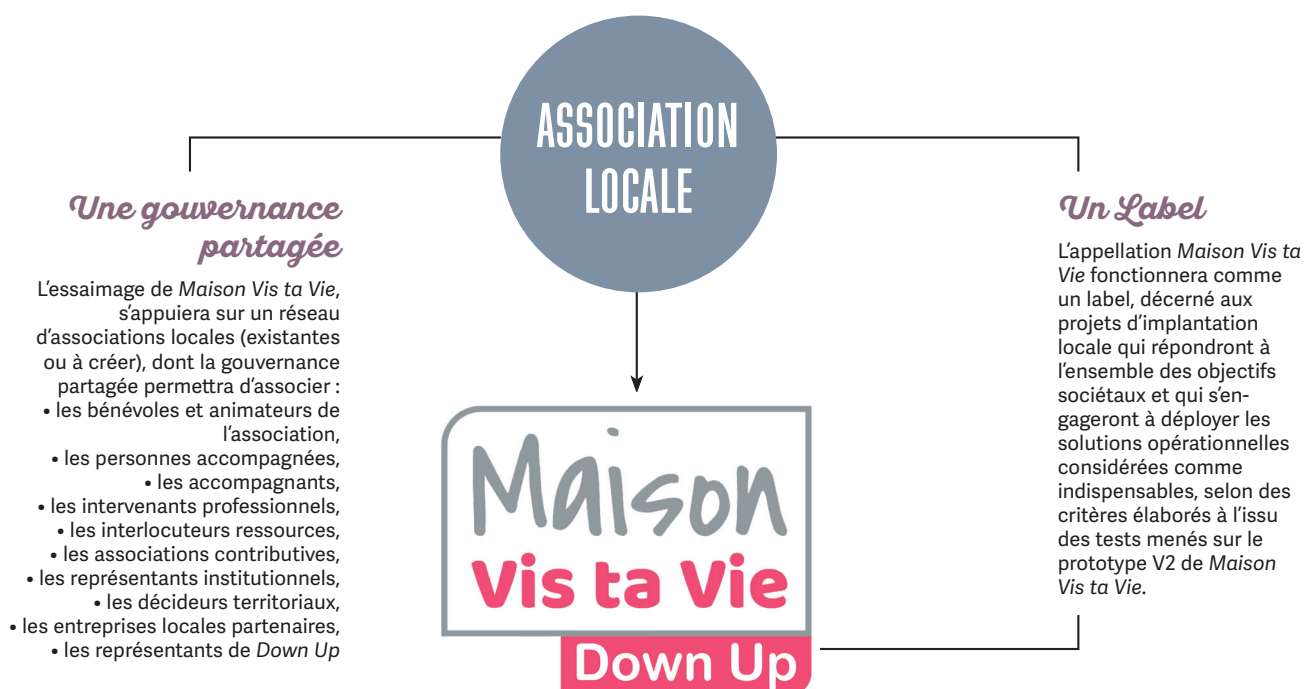 ASSOCIATION
LOCALE
Une gouvernance
partagée
L'essaimage de Maison Vis ta Vie,
s'appuiera sur un réseau
d'associations locales (existantes
ou à créer), dont la gouvernance
partagée permettra d'associer :
• les bénévoles et animateurs de
l'association,
• les personnes accompagnées,
• les accompagnants,
• les intervenants professionnels,
• les interlocuteurs ressources,
• les associations contributives,
• les représentants institutionnels,
• les décideurs territoriaux,
• les entreprises locales partenaires,
• les représentants de Down Up
Maison
Vis ta Vie
Down Up
Un Label
L'appellation Maison Vis ta
Vie fonctionnera comme
un label, décerné aux
projets d'implantation
locale qui répondront à
l'ensemble des objectifs
sociétaux et qui s'en-
gageront à déployer les
solutions opérationnelles
considérées comme
indispensables, selon des
critères élaborés à l'issu
des tests menés sur le
prototype V2 de Maison
Vis ta Vie.